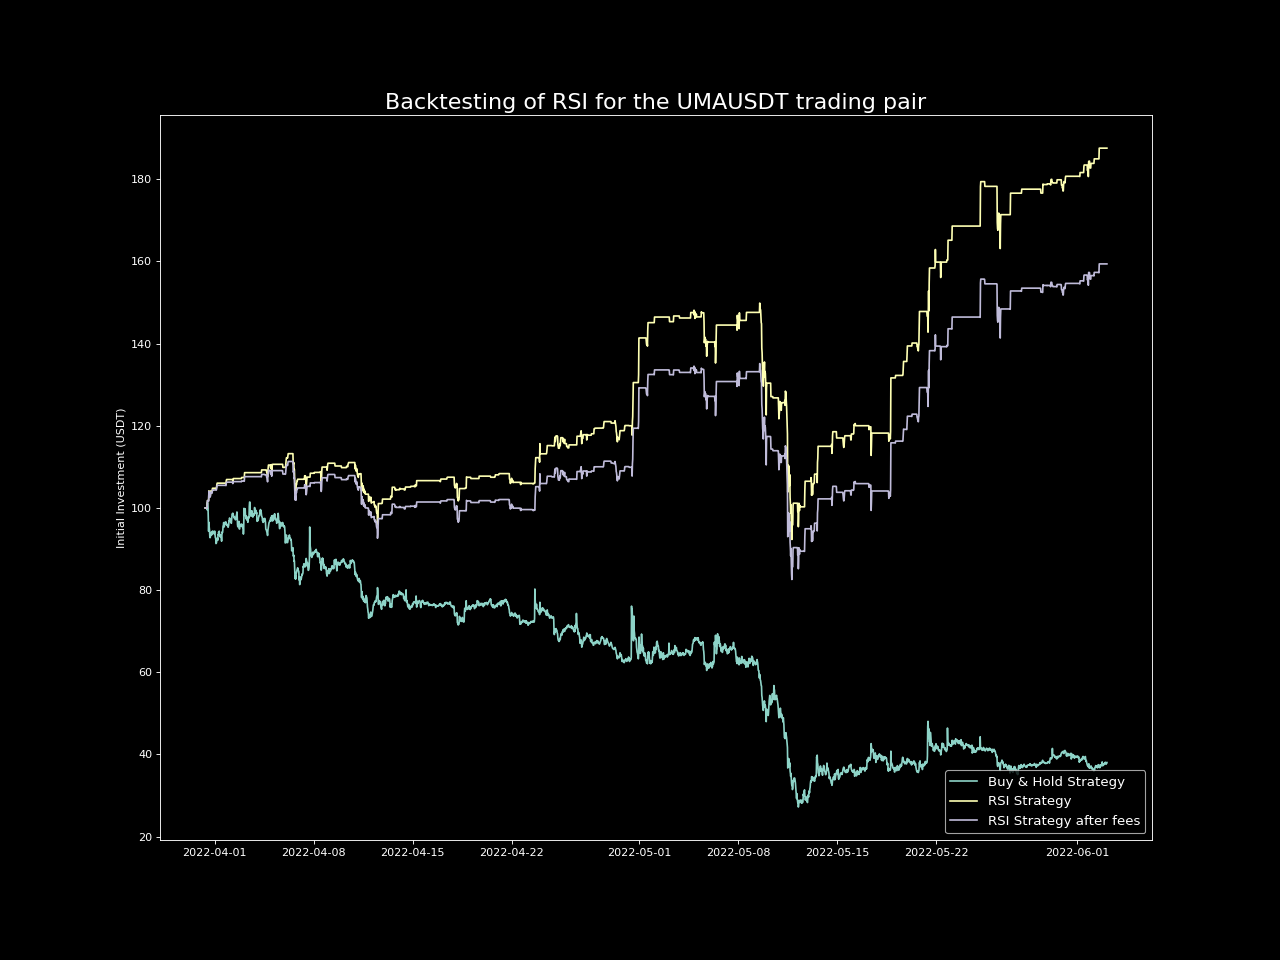 Backtesting of RSI for the UMAUSDT trading pair
Initial Investment (USDT)
180
160
140
120
100
80
60
40
20
2022-04-01 2022-04-08 2022-04-15 2022-04-22 2022-05-01 2022-05-08 2022-05-15 2022-05-22 2022-06-01
Buy & Hold Strategy
RSI Strategy
RSI Strategy after fees